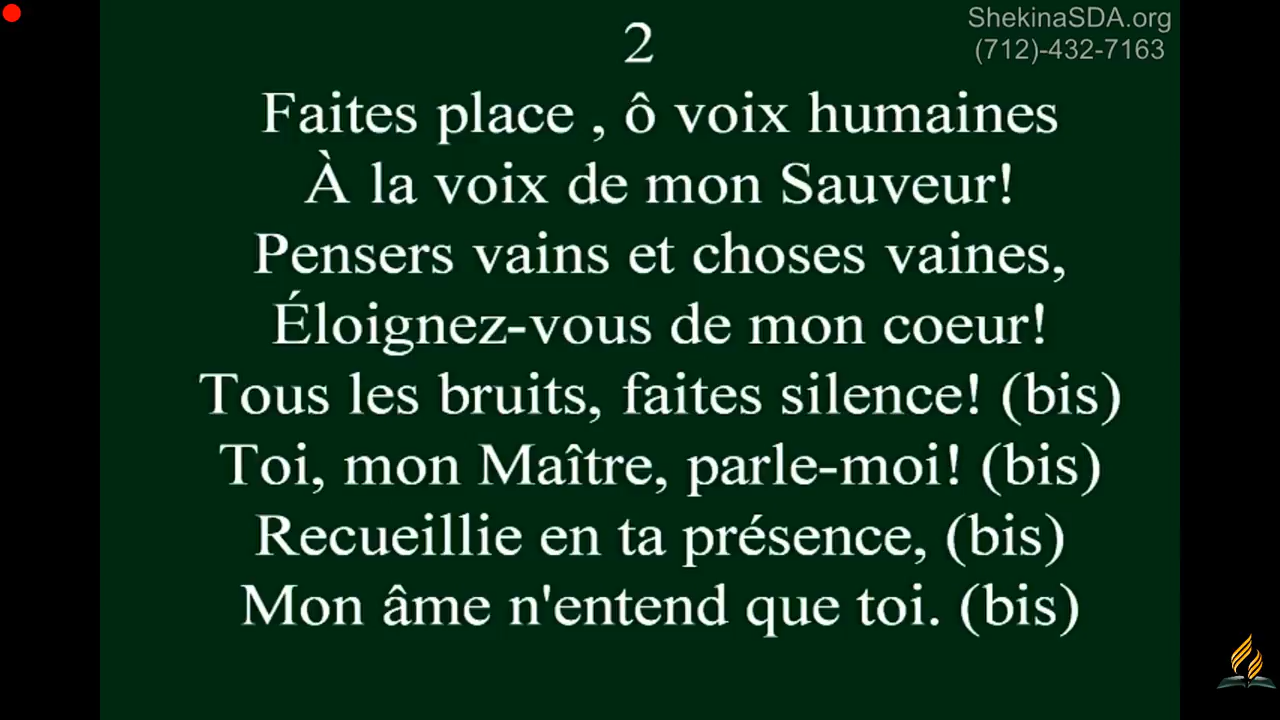 ShekinaSDA.org
(712)-432-7163
2
Faites place , ô voix humaines
À la voix de mon Sauveur!
Pensers vains et choses vaines,
Éloignez-vous de mon coeur!
Tous les bruits, faites silence! (bis)
Toi, mon Maître, parle-moi! (bis)
Recueillie en ta présence, (bis)
Mon âme n'entend que toi. (bis)